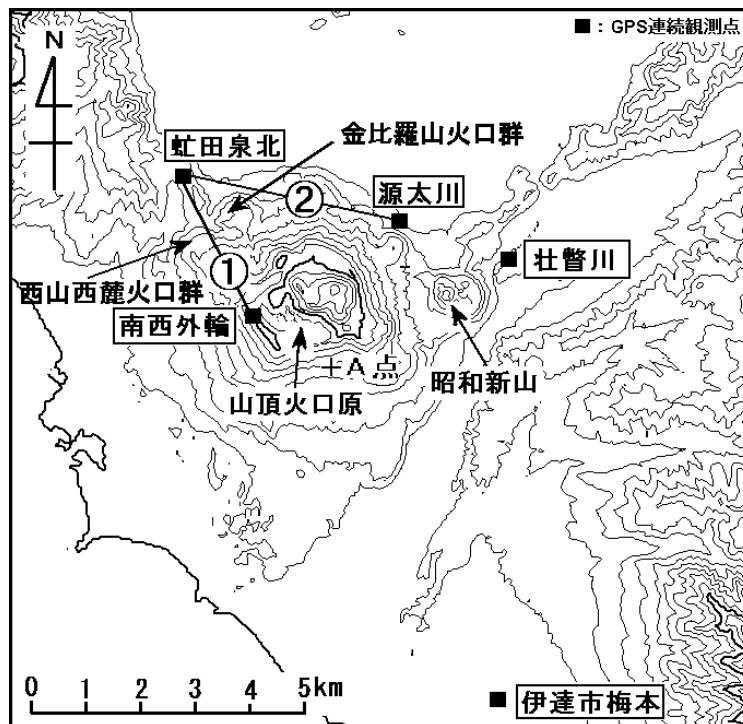 ■：GPS連続観測点
N
金比羅山火口群
虻田泉北
②
源太川
壮瞥川
①
西山西麓火口群
南西外輪
+A点
昭和新山
山頂火口原
0 1 2 3 4 5km
伊達市梅本